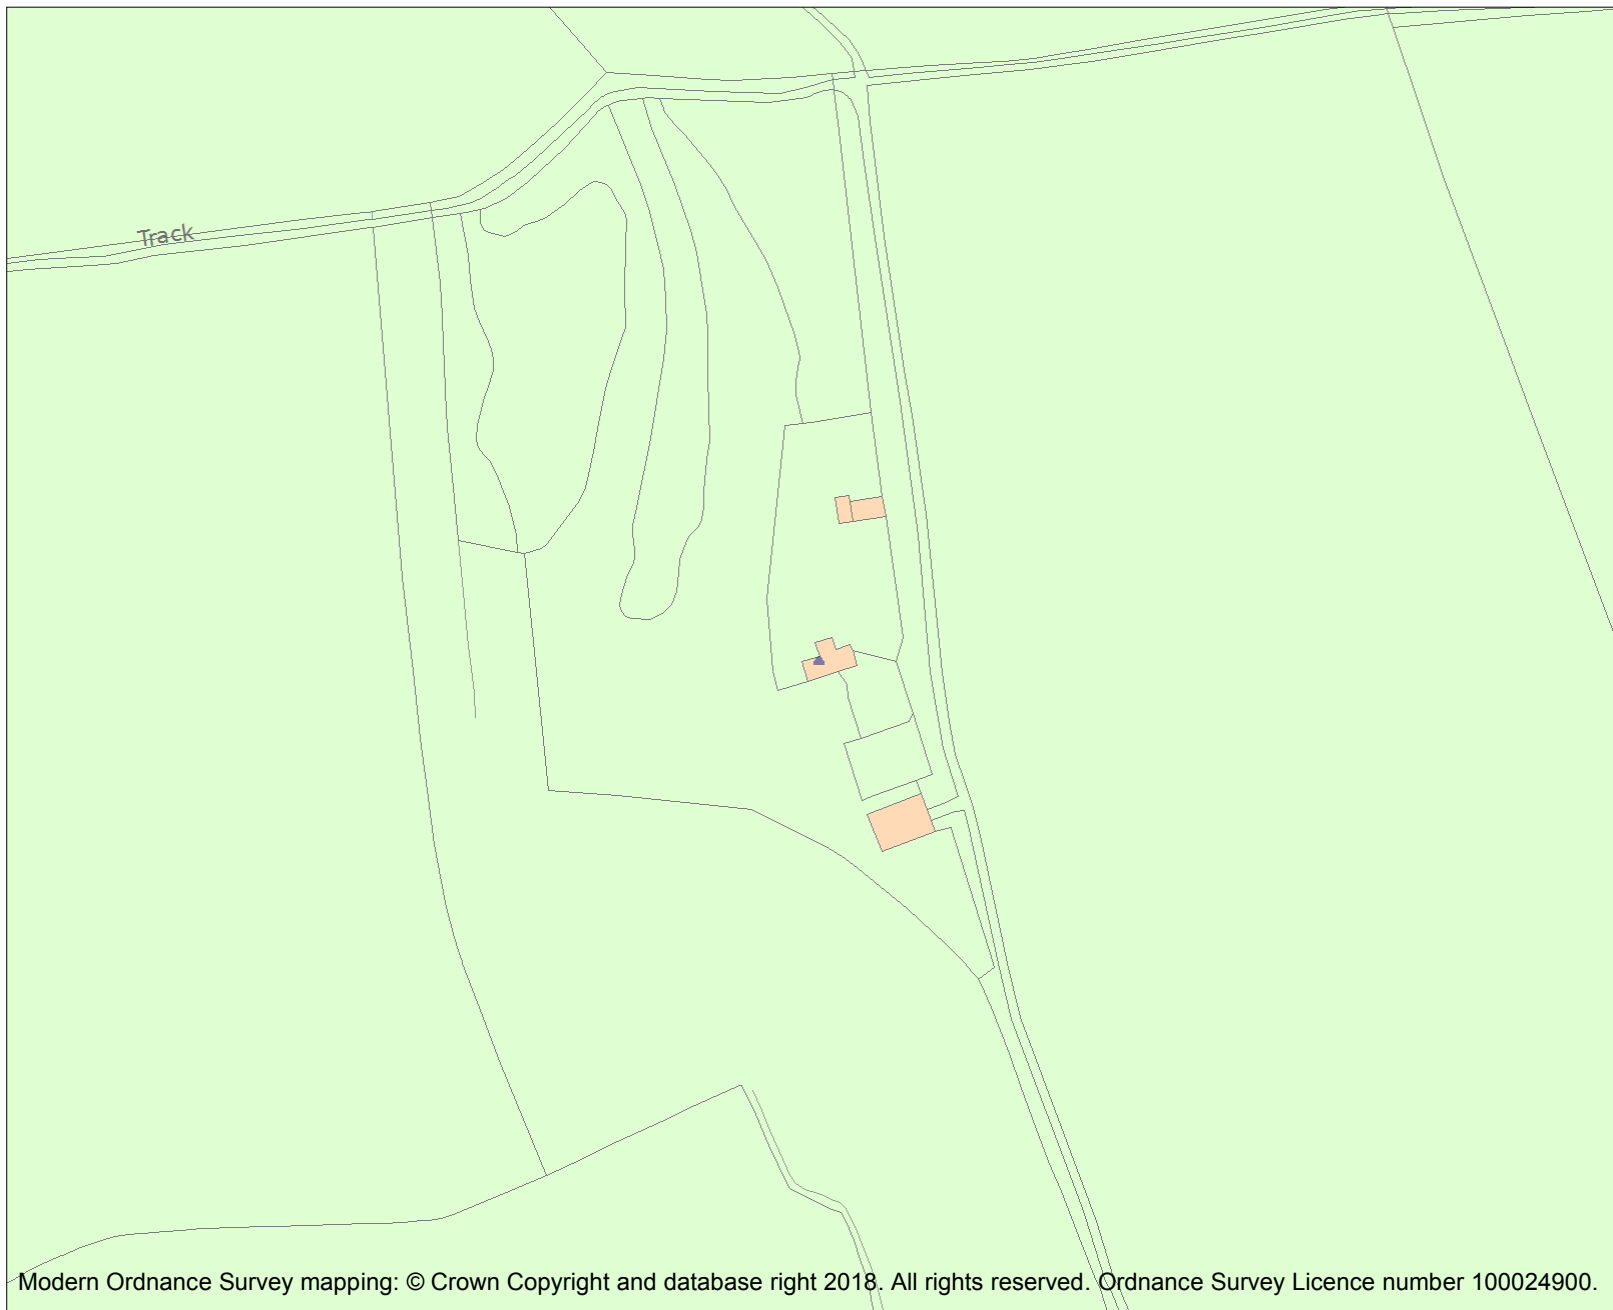 Track
Modern Ordnance Survey mapping: © Crown Copyright and database right 2018. All rights reserved. Ordnance Survey Licence number 100024900.